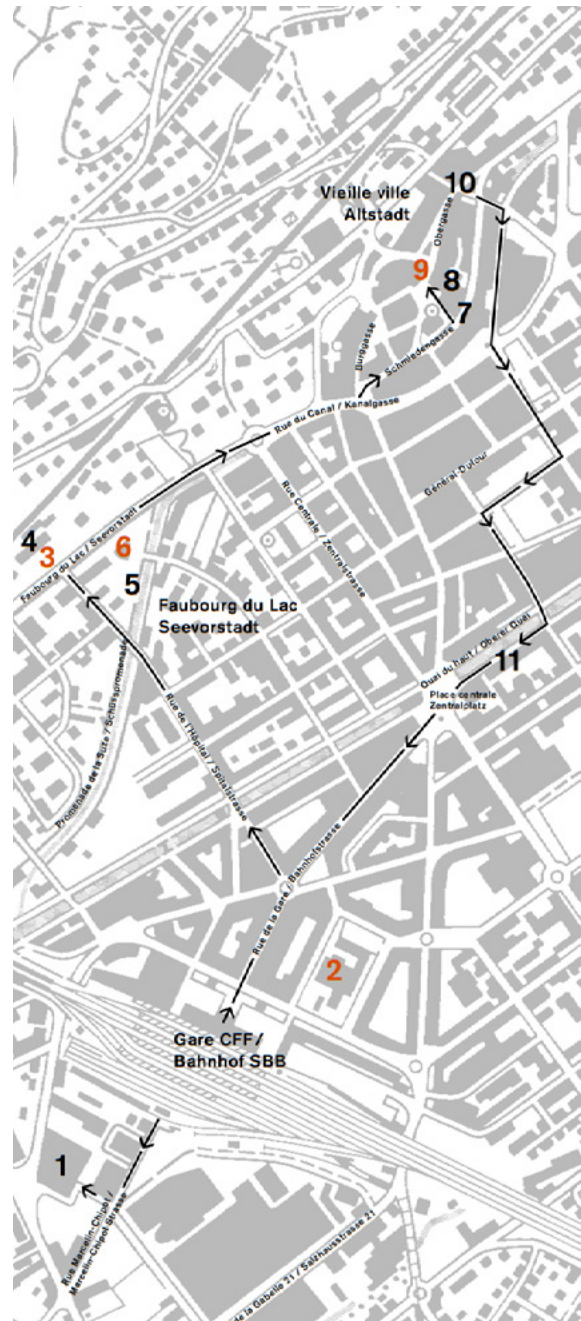 10
Vieille ville
Altstadt
Obergasse
9
8
7
Burggasse
Schmiedengasse
Rue du Canal / Kanalgasse
Général-Dufour
Rue Centrale / Zentralstrasse
4
3
6
Faubourg du Lac / Seevorstadt
5
Faubourg du Lac
Seevorstadt
Quai du haut / Oberer Quai
11
Place centrale
Zentralplatz
Rue de l'Hôpital / Spitalstrasse
Promenade de la Suze / Schüsspromenade
Rue de la Gare / Bahnhofstrasse
2
Gare CFF /
Bahnhof SBB
1
Rue Marcelin-Chipot /
Marcelin-Chipot Strasse
de la Gabelle 21 / Salzhausstrasse 21